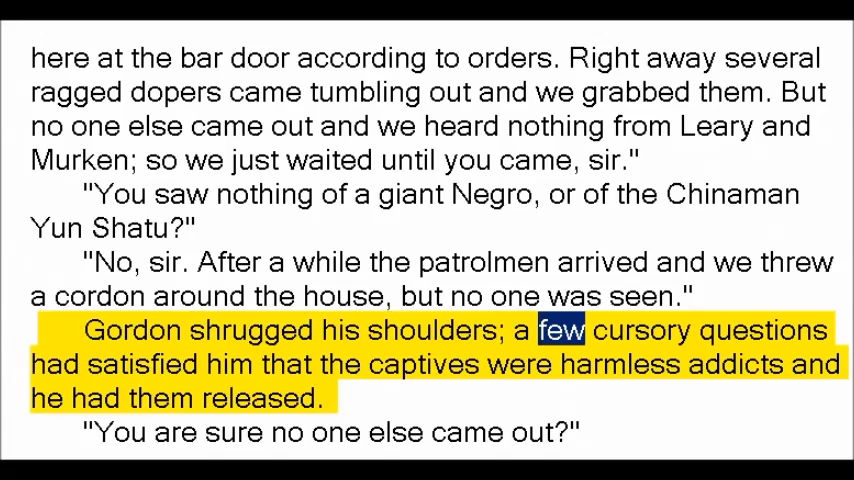 here at the bar door according to orders. Right away several
ragged dopers came tumbling out and we grabbed them. But
no one else came out and we heard nothing from Leary and
Murken; so we just waited until you came, sir."
"You saw nothing of a giant Negro, or of the Chinaman
Yun Shatu?"
"No, sir. After a while the patrolmen arrived and we threw
a cordon around the house, but no one was seen."
Gordon shrugged his shoulders; a few cursory questions
had satisfied him that the captives were harmless addicts and
he had them released.
"You are sure no one else came out?"